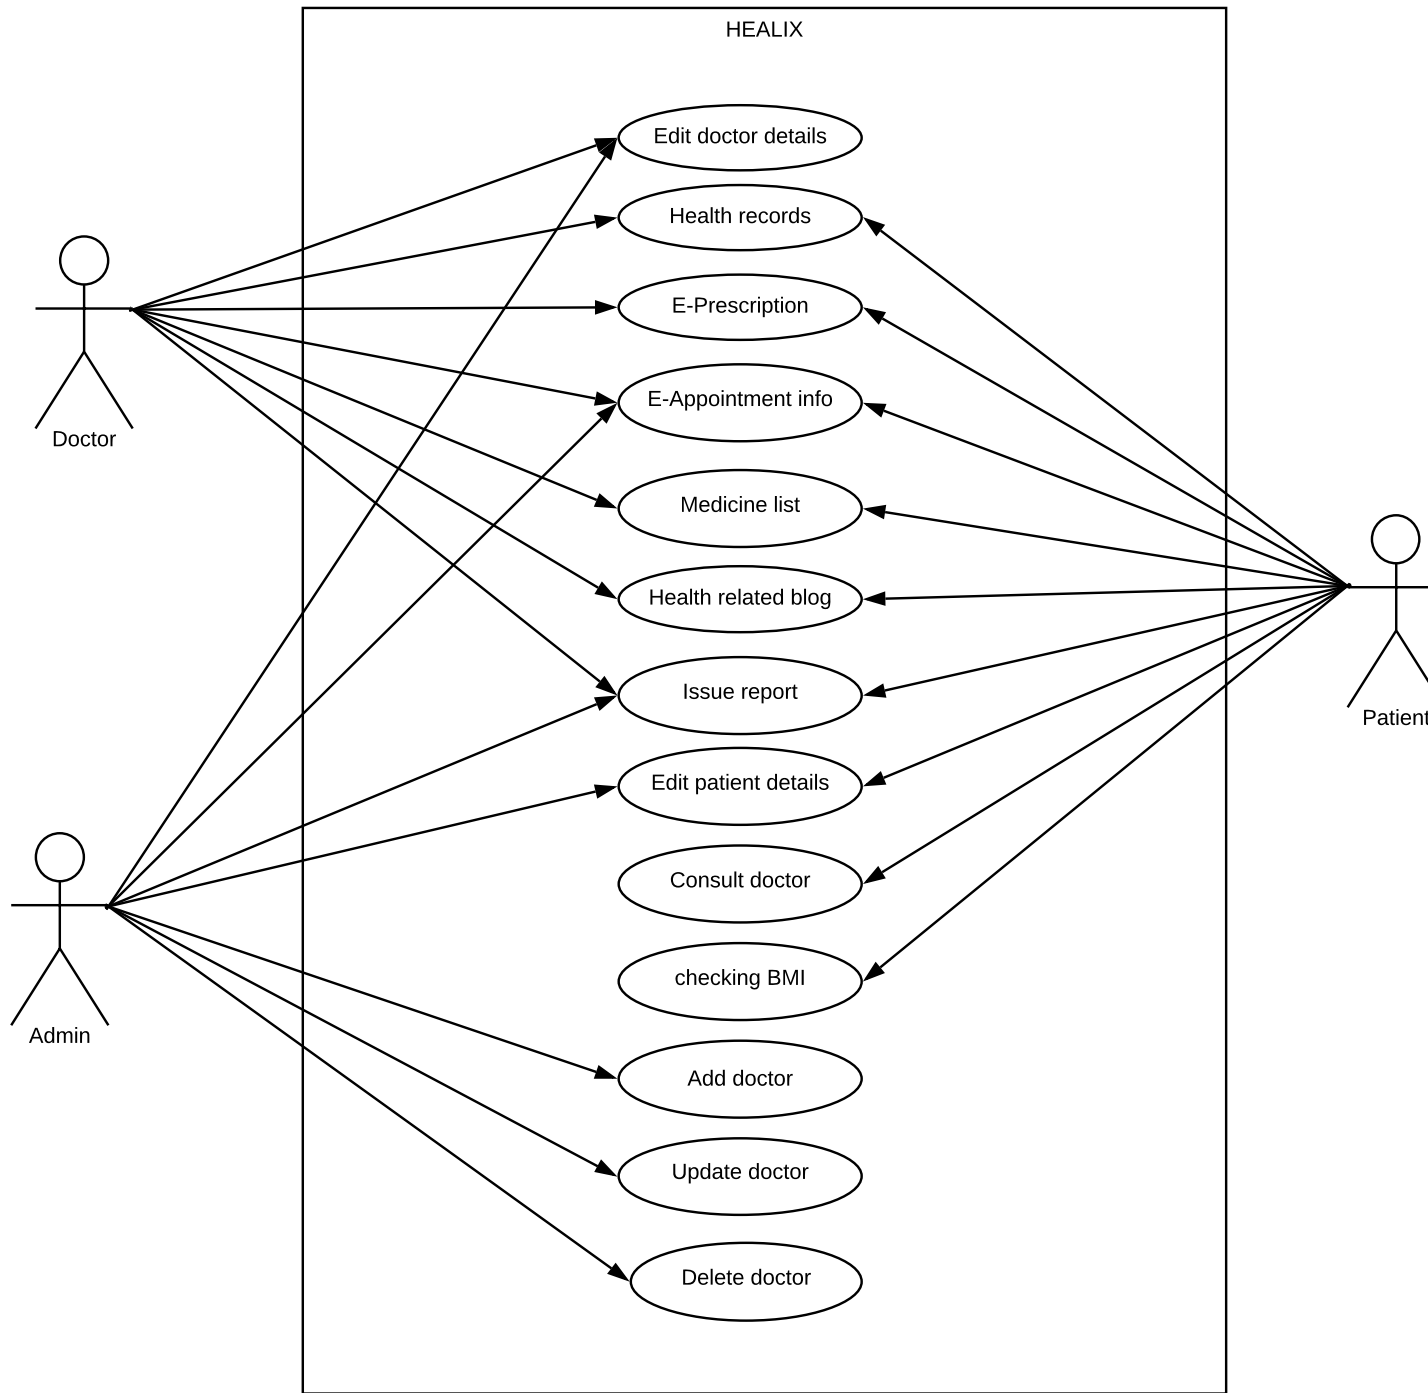 HEALIX
Edit doctor details
Health records
E-Prescription
E-Appointment info
Doctor
Medicine list
Health related blog
Issue report
Patient
Edit patient details
Consult doctor
checking BMI
Admin
Add doctor
Update doctor
Delete doctor